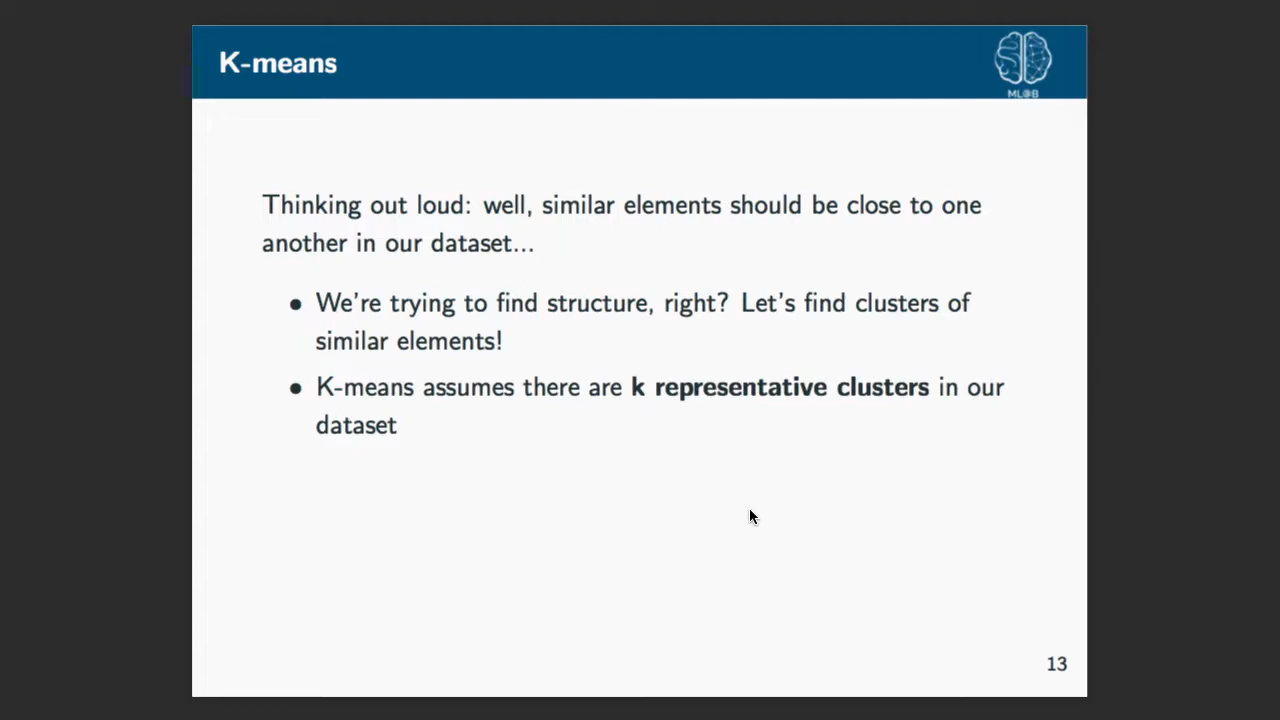 K-means
ML@B
Thinking out loud: well, similar elements should be close to one
another in our dataset...
• We're trying to find structure, right? Let's find clusters of
similar elements!
• K-means assumes there are k representative clusters in our
dataset
13